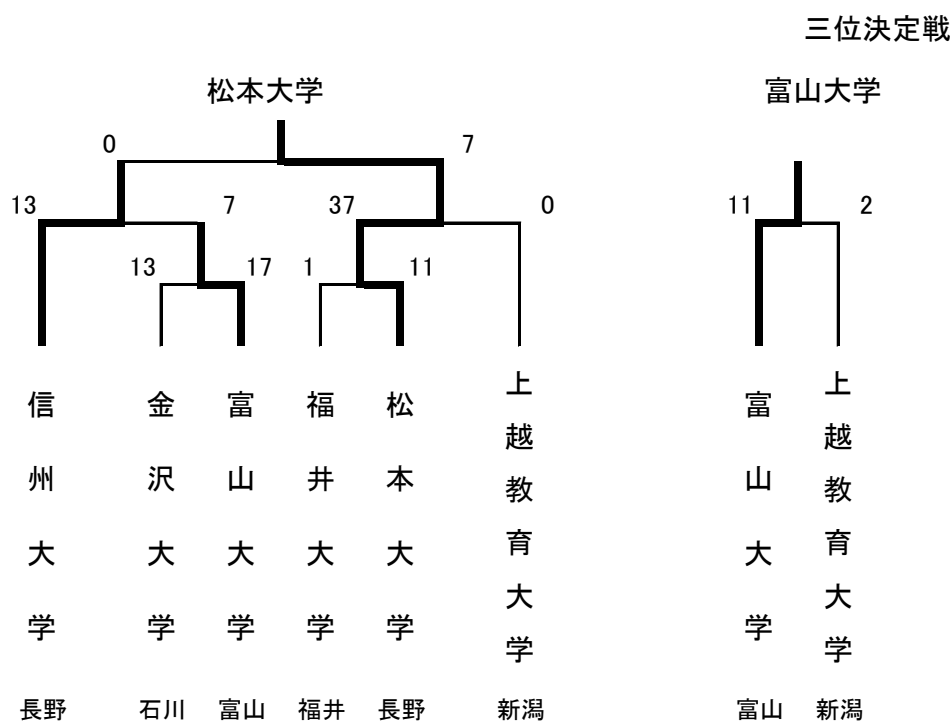 三位決定戦
松本大学
富山大学
0
7
13
7
37
0
11
2
13
17
1
11
信州大学
金沢大学
富山大学
福井大学
松本大学
上越教育大学
富山大学
上越教育大学
長野
石川
富山
福井
長野
新潟
富山
新潟